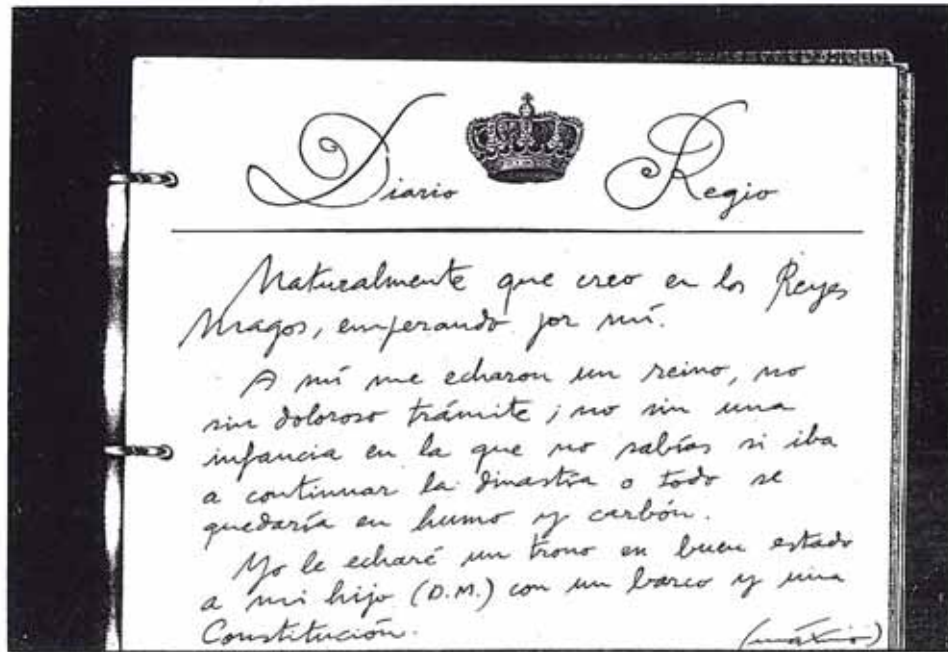 Diario Regio
Naturalmente que creo en los Reyes
Magos, empezando por mí.
A mí me echaron un reino, no
sin doloroso trámite; no sin una
infancia en la que no sabías si iba
a continuar la dinastía o todo se
quedaría en humo y carbón.
Yo le echaré un trono en buen estado
a mi hijo (D.M.) con un barco y una
Constitución.
(máximo)